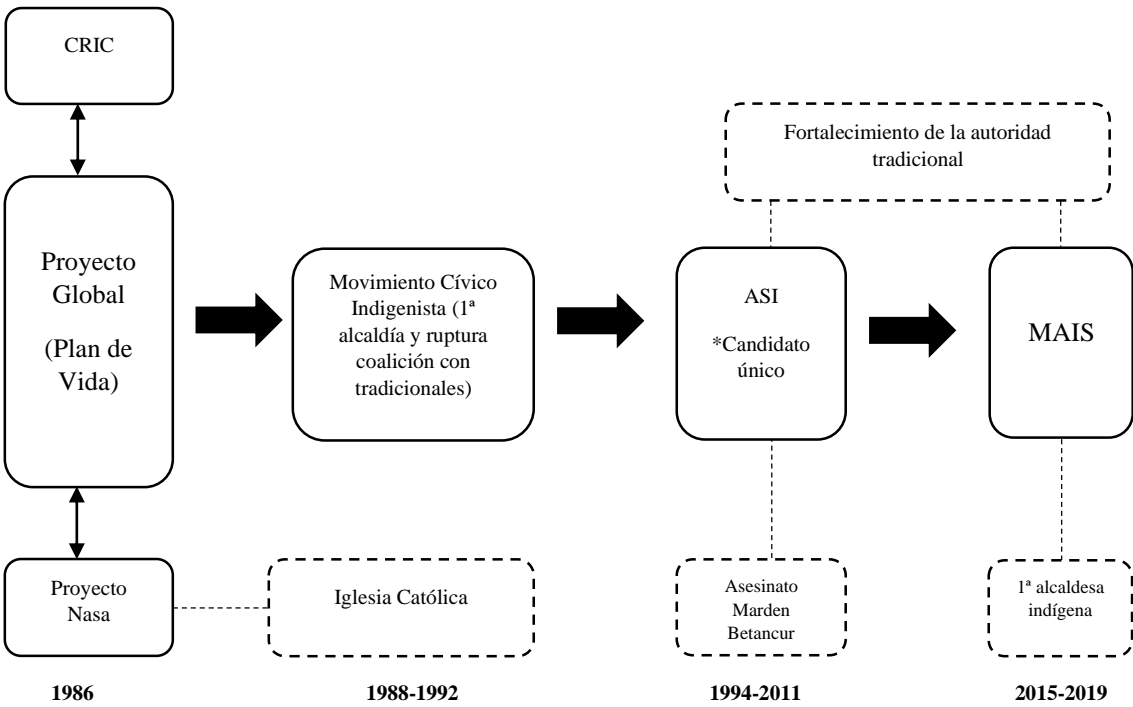 CRIC
Fortalecimiento de la autoridad
tradicional
Proyecto
Global
(Plan de
Vida)
Movimiento Cívico
Indigenista (1ª
alcaldía y ruptura
coalición con
tradicionales)
ASI
*Candidato
único
MAIS
Proyecto
Nasa
Iglesia Católica
Asesinato
Marden
Betancur
1ª alcaldesa
indígena
1986
1988-1992
1994-2011
2015-2019